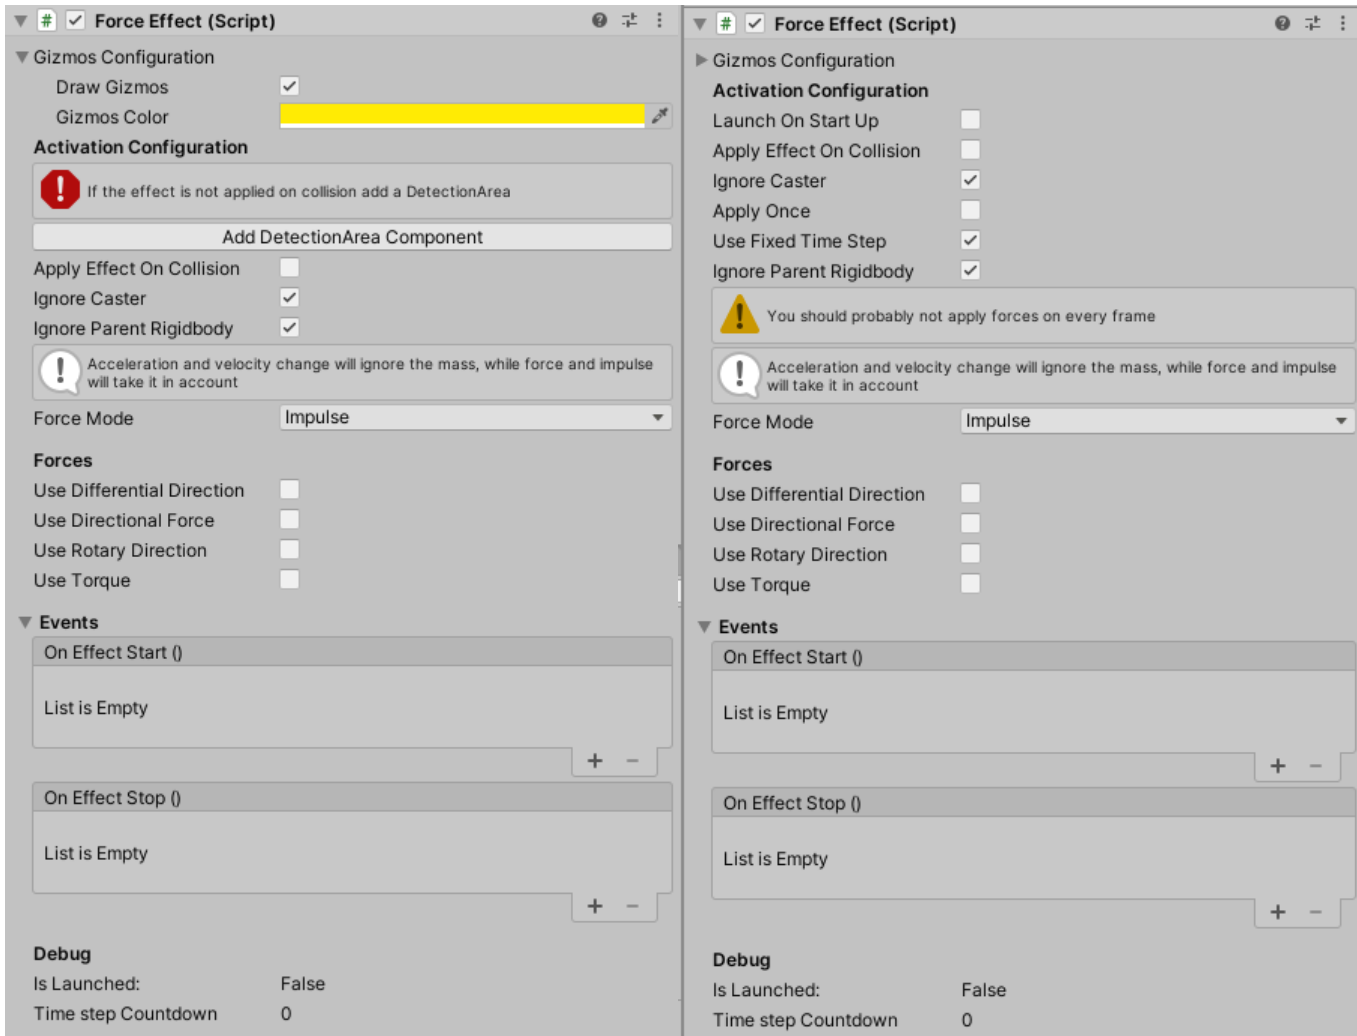 Force Effect (Script)
Gizmos Configuration
Draw Gizmos
Gizmos Color
Activation Configuration
If the effect is not applied on collision add a DetectionArea
Add DetectionArea Component
Apply Effect On Collision
Ignore Caster
Ignore Parent Rigidbody
Acceleration and velocity change will ignore the mass, while force and impulse
will take it in account
Force Mode Impulse
Forces
Use Differential Direction
Use Directional Force
Use Rotary Direction
Use Torque
Events
On Effect Start ()
List is Empty
+ −
On Effect Stop ()
List is Empty
+ −
Debug
Is Launched: False
Time step Countdown 0
Force Effect (Script)
Gizmos Configuration
Activation Configuration
Launch On Start Up
Apply Effect On Collision
Ignore Caster
Apply Once
Use Fixed Time Step
Ignore Parent Rigidbody
You should probably not apply forces on every frame
Acceleration and velocity change will ignore the mass, while force and impulse
will take it in account
Force Mode Impulse
Forces
Use Differential Direction
Use Directional Force
Use Rotary Direction
Use Torque
Events
On Effect Start ()
List is Empty
+ −
On Effect Stop ()
List is Empty
+ −
Debug
Is Launched: False
Time step Countdown 0